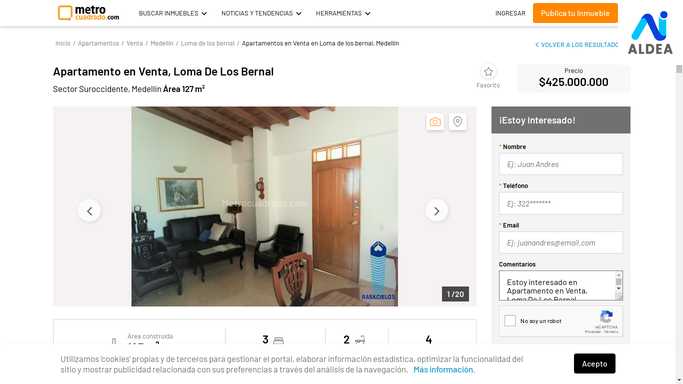 metro
cuadrado.com
BUSCAR INMUEBLES
NOTICIAS Y TENDENCIAS
HERRAMIENTAS
INGRESAR
Publica tu Inmueble
ALDEA
Inicio / Apartamentos / Venta / Medellín / Loma de los bernal / Apartamentos en Venta en Loma de los bernal, Medellín
VOLVER A LOS RESULTADO
Apartamento en Venta, Loma De Los Bernal
Sector Suroccidente, Medellín Área 127 m²
Favorito
Precio
$425.000.000
Metrocuadrado.com
RASKCIELOS
1 / 20
¡Estoy Interesado!
* Nombre
Ej: Juan Andres
* Teléfono
Ej: 322*******
* Email
Ej: juanandres@email.com
Comentarios
Estoy interesado en
Apartamento en Venta,
Loma De Los Bernal
No soy un robot
reCAPTCHA
Privacidad - Términos
Área construida
3
2
4
Utilizamos 'cookies' propias y de terceros para gestionar el portal, elaborar información estadística, optimizar la funcionalidad del
sitio y mostrar publicidad relacionada con sus preferencias a través del análisis de la navegación. Más información.
Acepto